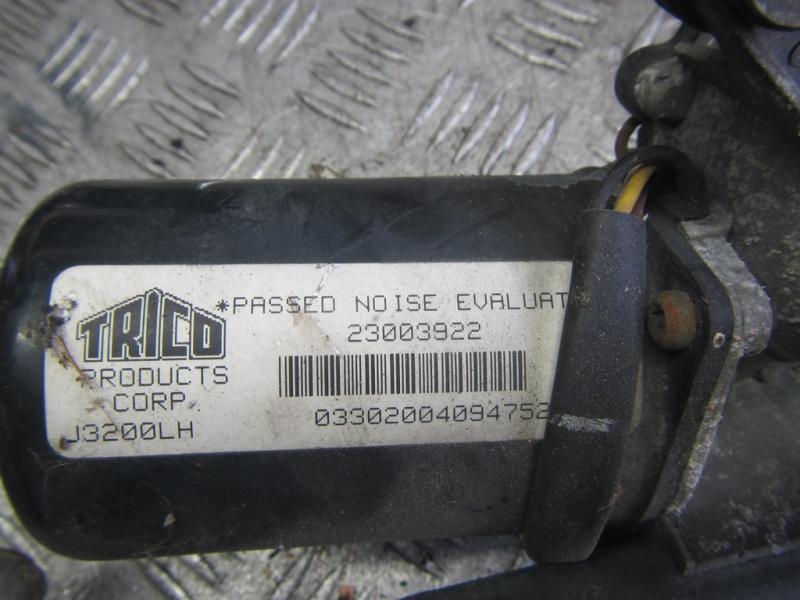 TRICO
PRODUCTS
CORP.
J3200LH
*PASSED NOISE EVALUAT
23003922
03302004094752